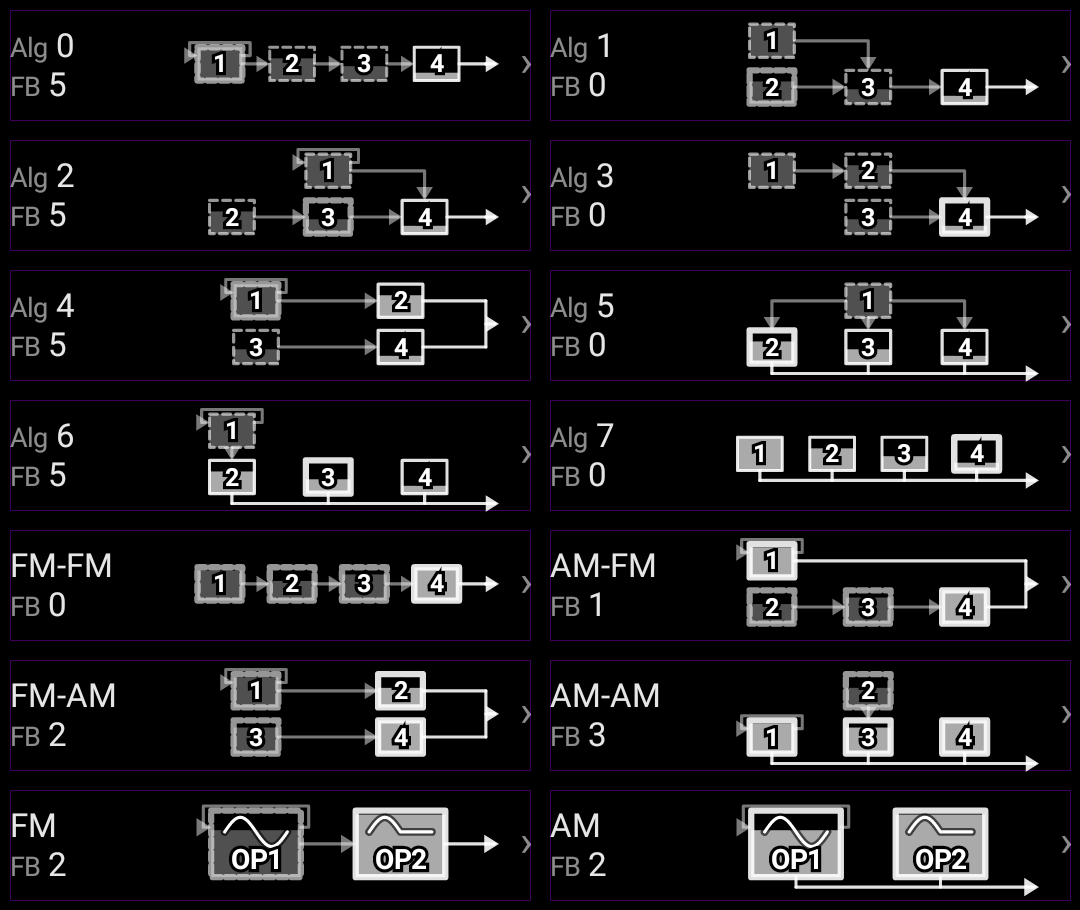 Alg 0
FB 5
1 2 3 4
Alg 1
FB 0
1
2 3 4
Alg 2
FB 5
1
2 3 4
Alg 3
FB 0
1 2
3 4
Alg 4
FB 5
1 2
3 4
Alg 5
FB 0
1
2 3 4
Alg 6
FB 5
1
2 3 4
Alg 7
FB 0
1 2 3 4
FM-FM
FB 0
1 2 3 4
AM-FM
FB 1
1
2 3 4
FM-AM
FB 2
1 2
3 4
AM-AM
FB 3
2
1 3 4
FM
FB 2
OP1 OP2
AM
FB 2
OP1 OP2